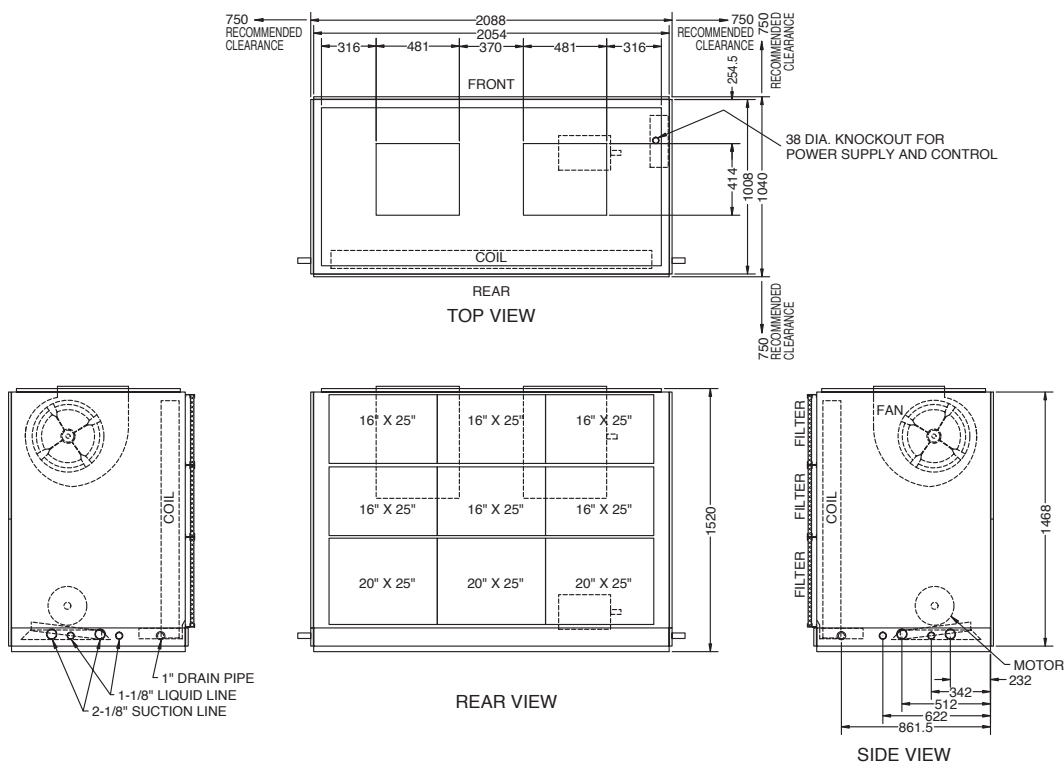 750
RECOMMENDED
CLEARANCE
2088
2054
316
481
370
481
316
750
RECOMMENDED
CLEARANCE
750
RECOMMENDED
CLEARANCE
254.5
FRONT
38 DIA. KNOCKOUT FOR
POWER SUPPLY AND CONTROL
414
1008
1040
COIL
REAR
TOP VIEW
750
RECOMMENDED
CLEARANCE
COIL
1" DRAIN PIPE
1-1/8" LIQUID LINE
2-1/8" SUCTION LINE
16" X 25"
16" X 25"
16" X 25"
16" X 25"
16" X 25"
16" X 25"
20" X 25"
20" X 25"
20" X 25"
1520
REAR VIEW
FILTER
FILTER
FILTER
COIL
FAN
1468
MOTOR
232
342
512
622
861.5
SIDE VIEW